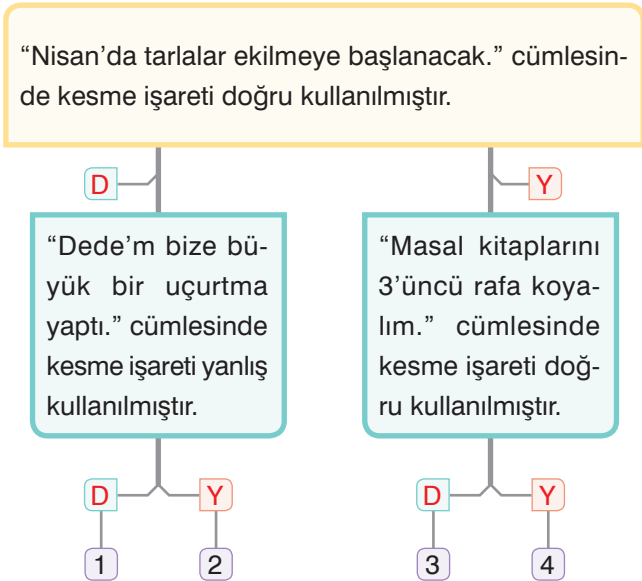 “Nisan’da tarlalar ekilmeye başlanacak.” cümlesin-
de kesme işareti doğru kullanılmıştır.
D
Y
“Dede’m bize bü-
yük bir uçurtma
yaptı.” cümlesinde
kesme işareti yanlış
kullanılmıştır.
“Masal kitaplarını
3’üncü rafa koya-
lım.” cümlesinde
kesme işareti doğ-
ru kullanılmıştır.
D
Y
D
Y
1
2
3
4